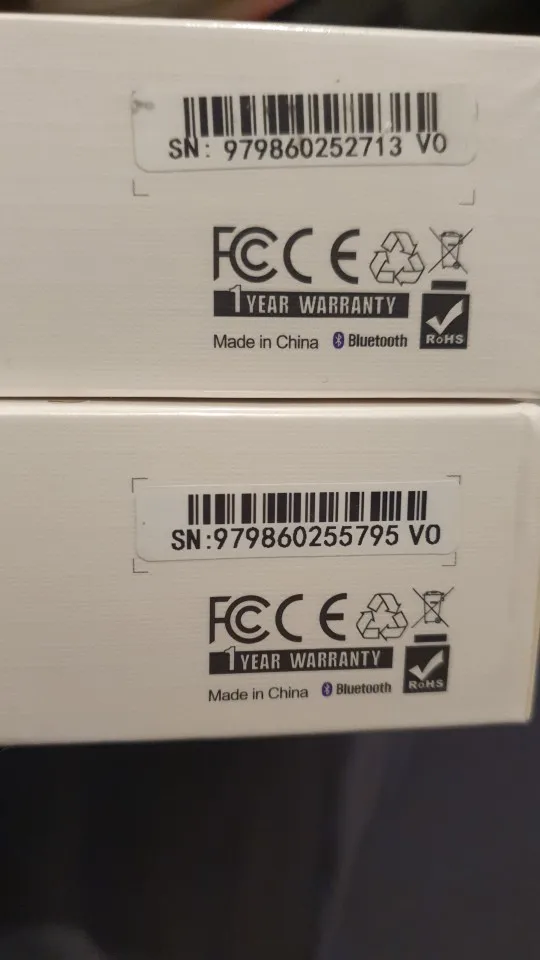 SN: 979860252713 V0
FC CE
1 YEAR WARRANTY
Made in China Bluetooth RoHS
SN:979860255795 V0
FC CE
1 YEAR WARRANTY
Made in China Bluetooth RoHS